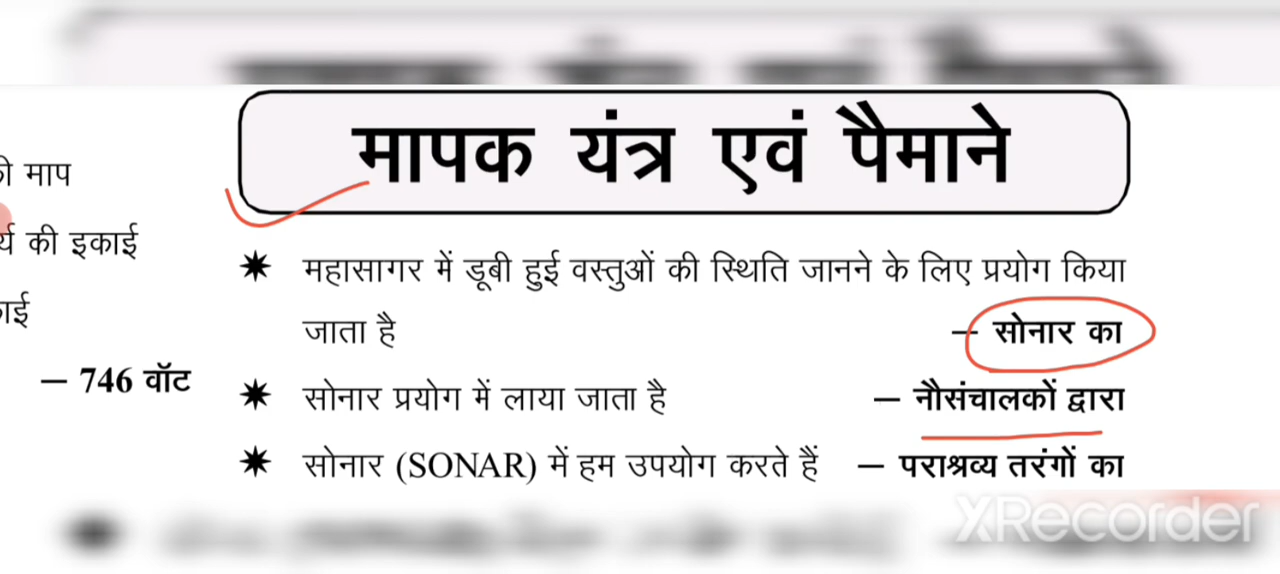 मापक यंत्र एवं पैमाने
माप
की इकाई
– 746 वॉट
✷ महासागर में डूबी हुई वस्तुओं की स्थिति जानने के लिए प्रयोग किया
जाता है – सोनार का
✷ सोनार प्रयोग में लाया जाता है – नौसंचालकों द्वारा
✷ सोनार (SONAR) में हम उपयोग करते हैं – पराश्रव्य तरंगों का
XRecorder